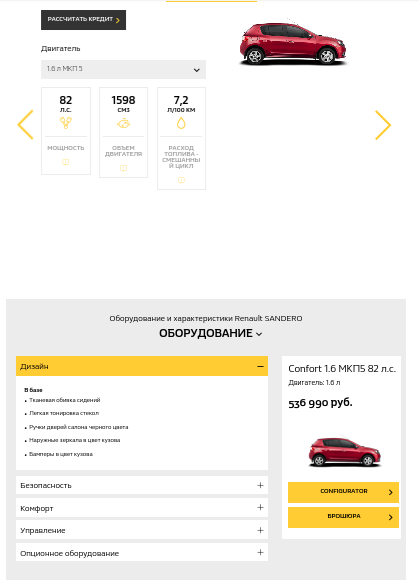 РАССЧИТАТЬ КРЕДИТ
Двигатель
1.6 л МКП 5
82
Л.С.
МОЩНОСТЬ
1598
СМ3
ОБЪЕМ
ДВИГАТЕЛЯ
7,2
Л/100 КМ
РАСХОД
ТОПЛИВА -
СМЕШАННЫ
Й ЦИКЛ
Оборудование и характеристики Renault SANDERO
ОБОРУДОВАНИЕ
Дизайн
В базе
• Тканевая обивка сидений
• Легкая тонировка стекол
• Ручки дверей салона черного цвета
• Наружные зеркала в цвет кузова
• Бамперы в цвет кузова
Безопасность
Комфорт
Управление
Опционное оборудование
Confort 1.6 МКП5 82 л.с.
Двигатель: 1.6 л
536 990 руб.
CONFIGURATOR
БРОШЮРА